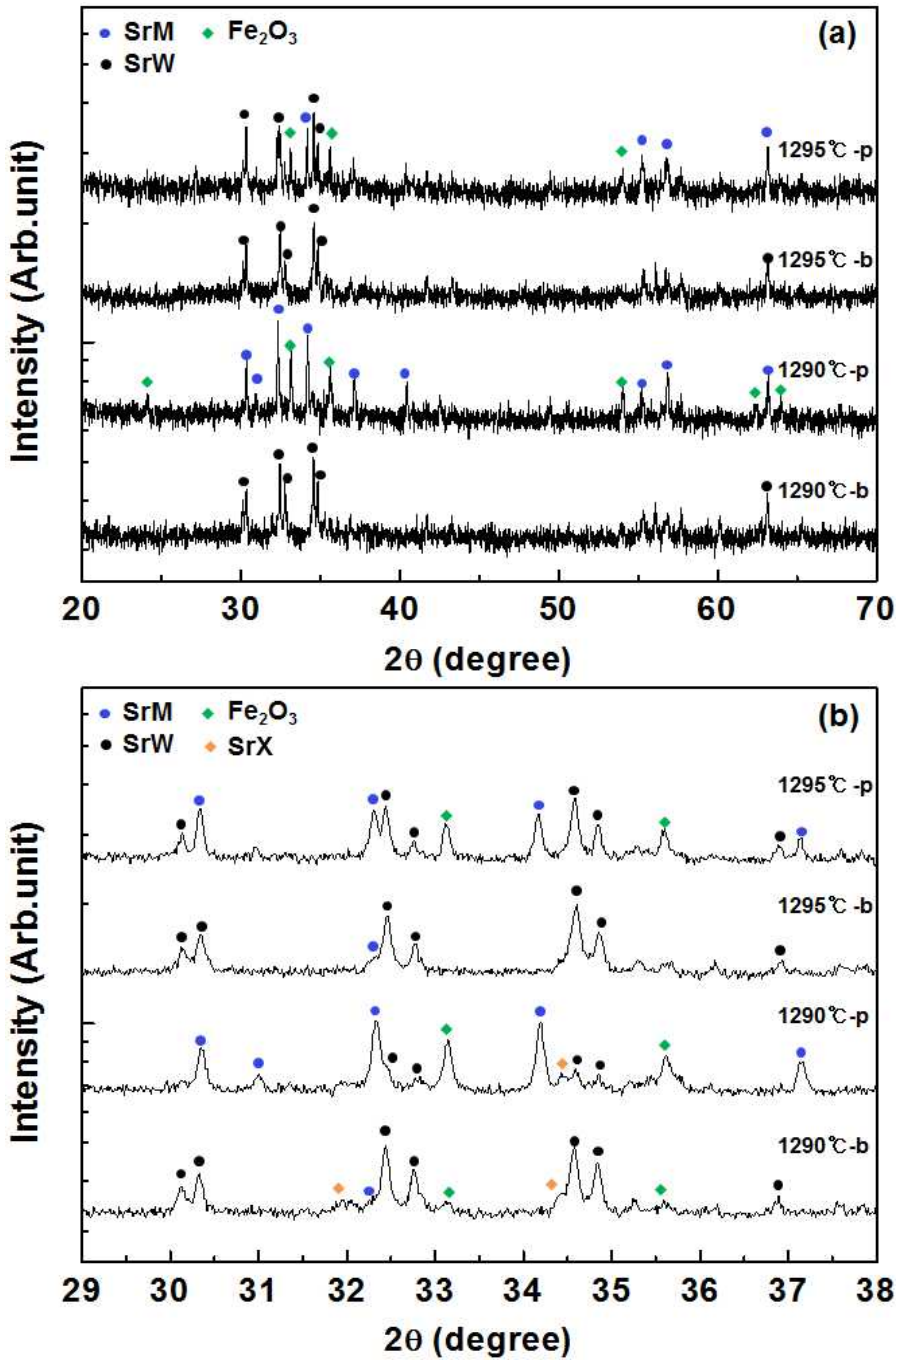 SrM Fe₂O₃ (a)
SrW
1295℃-p
1295℃-b
1290℃-p
1290℃-b
Intensity (Arb.unit)
20 30 40 50 60 70
2θ (degree)
SrM Fe₂O₃ (b)
SrW SrX
1295℃-p
1295℃-b
1290℃-p
1290℃-b
Intensity (Arb.unit)
29 30 31 32 33 34 35 36 37 38
2θ (degree)